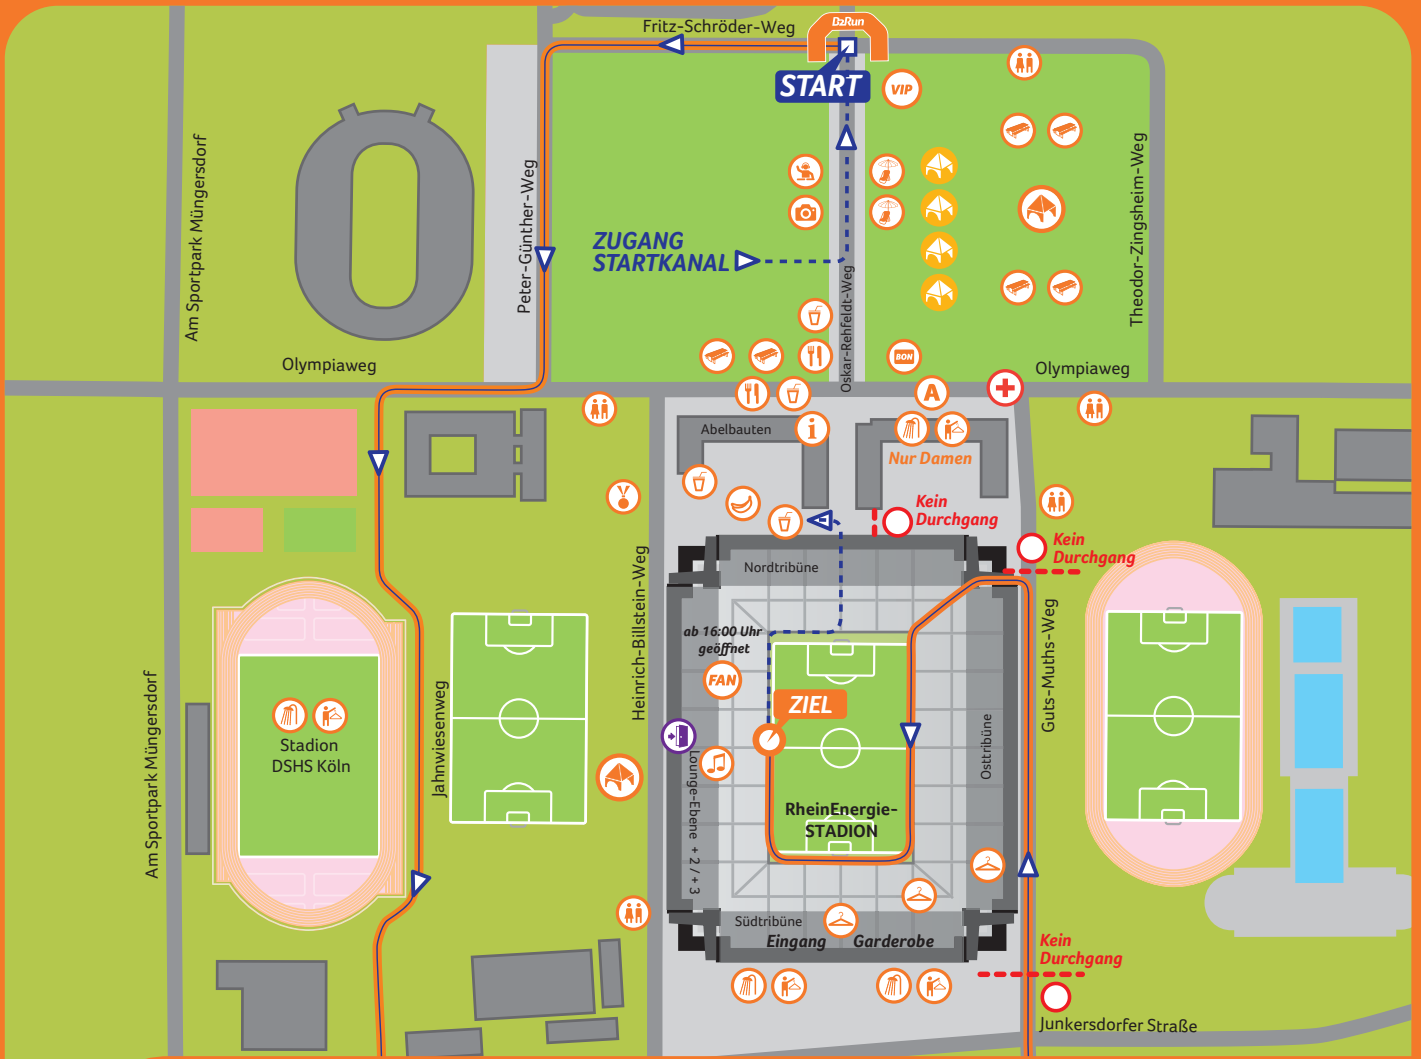 Fritz-Schröder-Weg
B2Run
START
VIP
Am Sportpark Müngersdorf
Peter-Günther-Weg
Theodor-Zingsheim-Weg
ZUGANG
STARTKANAL
Oskar-Rehfeldt-Weg
BON
Olympiaweg
Olympiaweg
A
Abelbauten
i
Nur Damen
Kein
Durchgang
Kein
Durchgang
Nordtribüne
Heinrich-Billstein-Weg
ab 16:00 Uhr
geöffnet
FAN
ZIEL
Guts-Muths-Weg
Am Sportpark Müngersdorf
Stadion
DSHS Köln
Jahnwiesenweg
Lounge-Ebene + 2 / + 3
Osttribüne
RheinEnergie-
STADION
Südtribüne
Eingang Garderobe
Kein
Durchgang
Junkersdorfer Straße